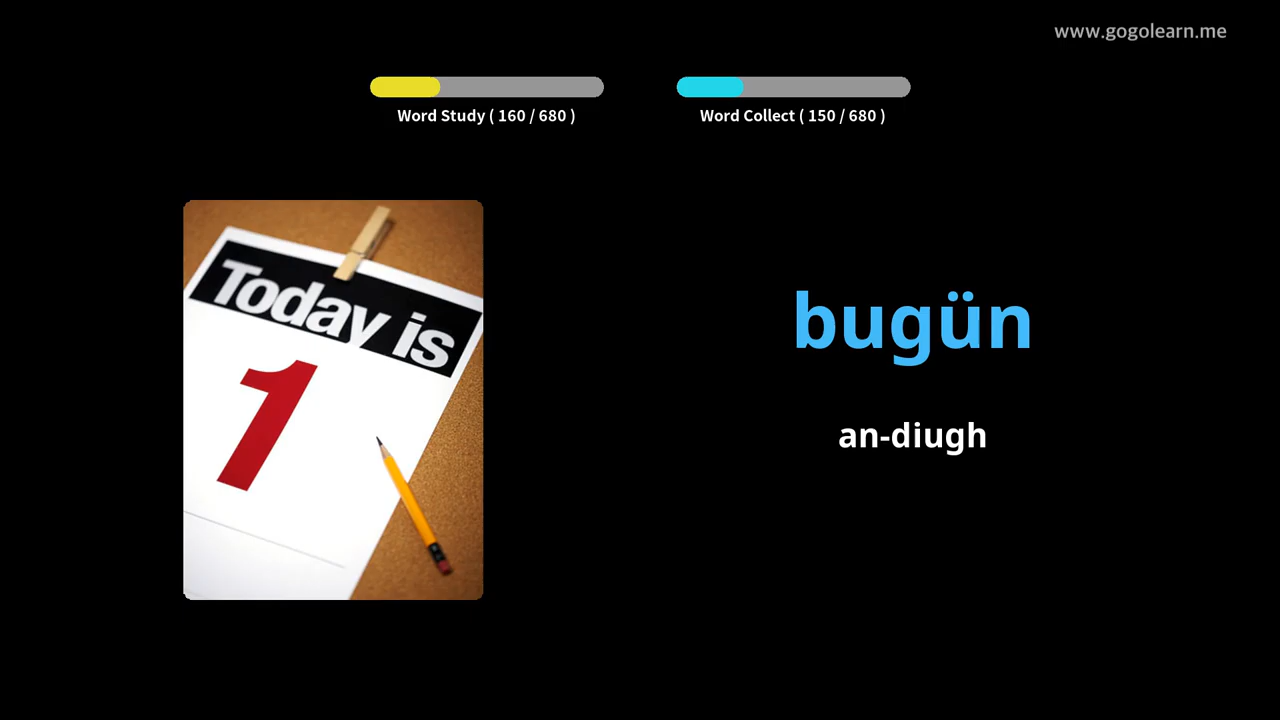 www.gogolearn.me
Word Study ( 160 / 680 )
Word Collect ( 150 / 680 )
Today is
1
bugün
an-diugh